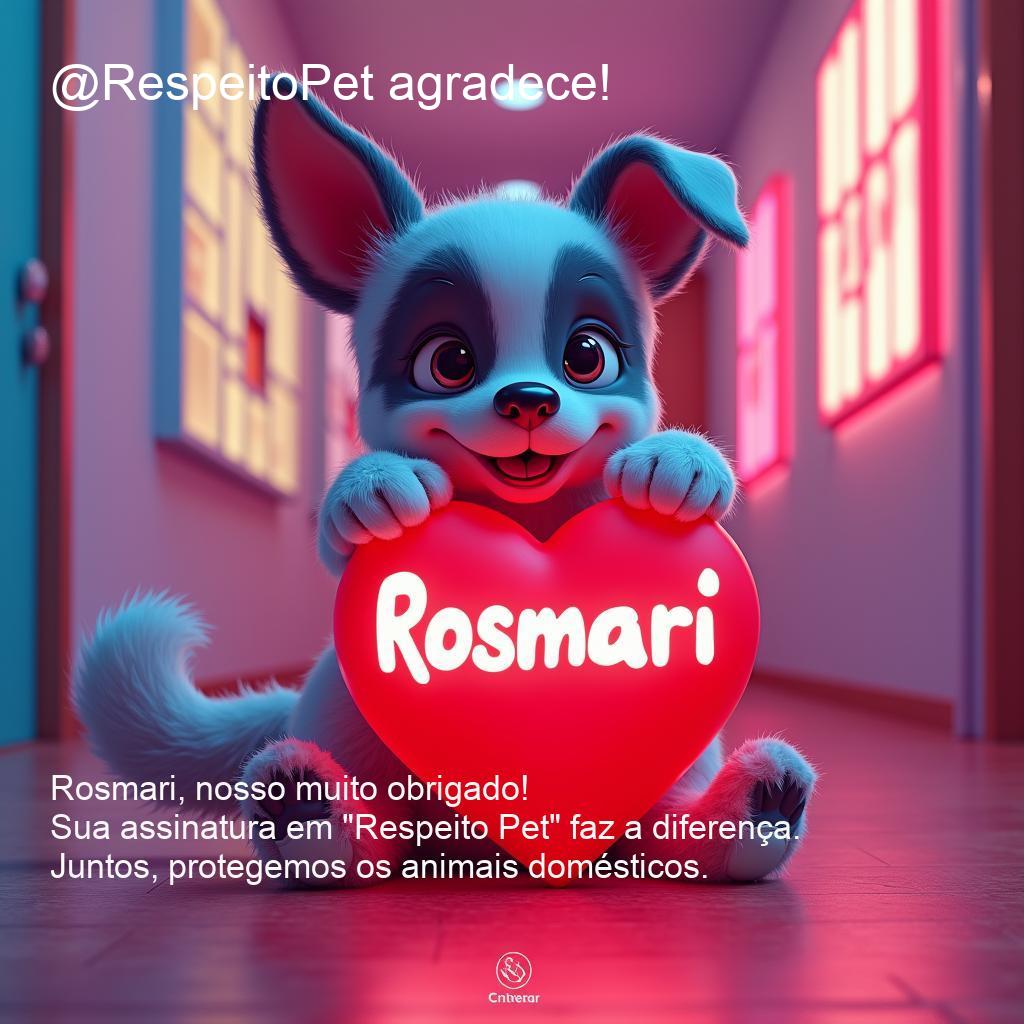 @RespeitoPet agradece!
Rosmari
Rosmari, nosso muito obrigado!
Sua assinatura em "Respeito Pet" faz a diferença.
Juntos, protegemos os animais domésticos.